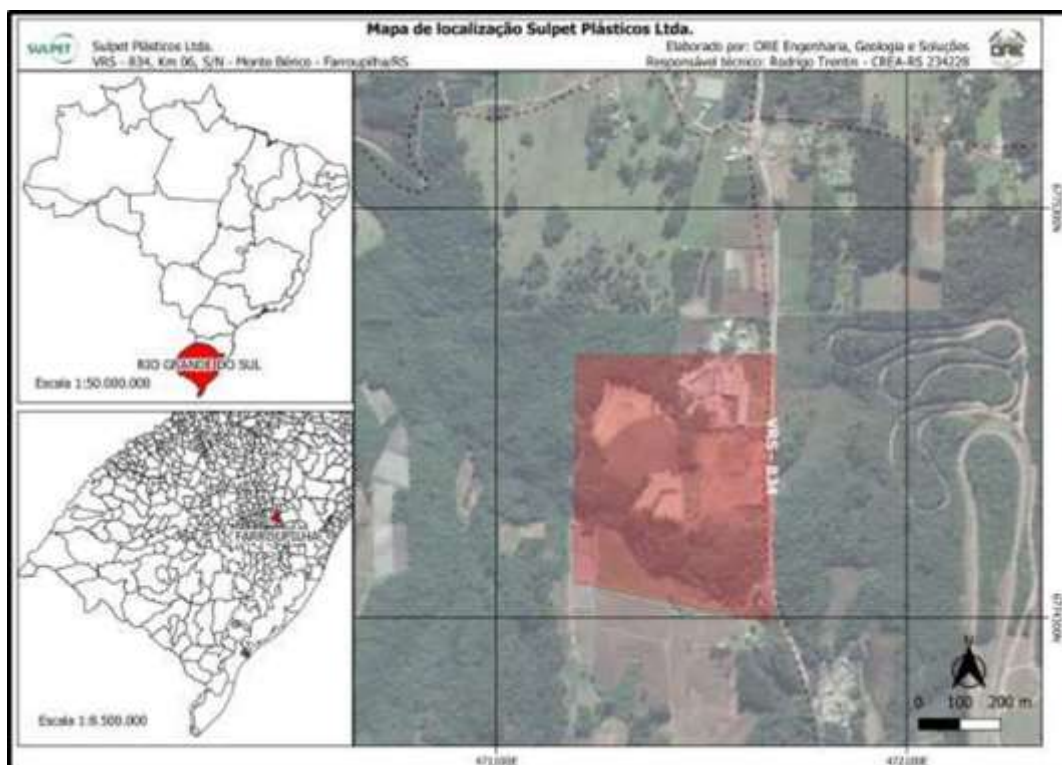 Mapa de localização Sulpet Plásticos Ltda.
SULPET
Sulpet Plásticos Ltda.
VRS - 834, Km 06, S/N - Monte Bérico - Farroupilha/RS
Elaborado por: ORE Engenharia, Geologia e Soluções
Responsável técnico: Rodrigo Trentin - CREA-RS 234228
ORE
RIO GRANDE DO SUL
Escala 1:50.000.000
FARROUPILHA
Escala 1:6.500.000
VRS - 834
N
0 100 200 m